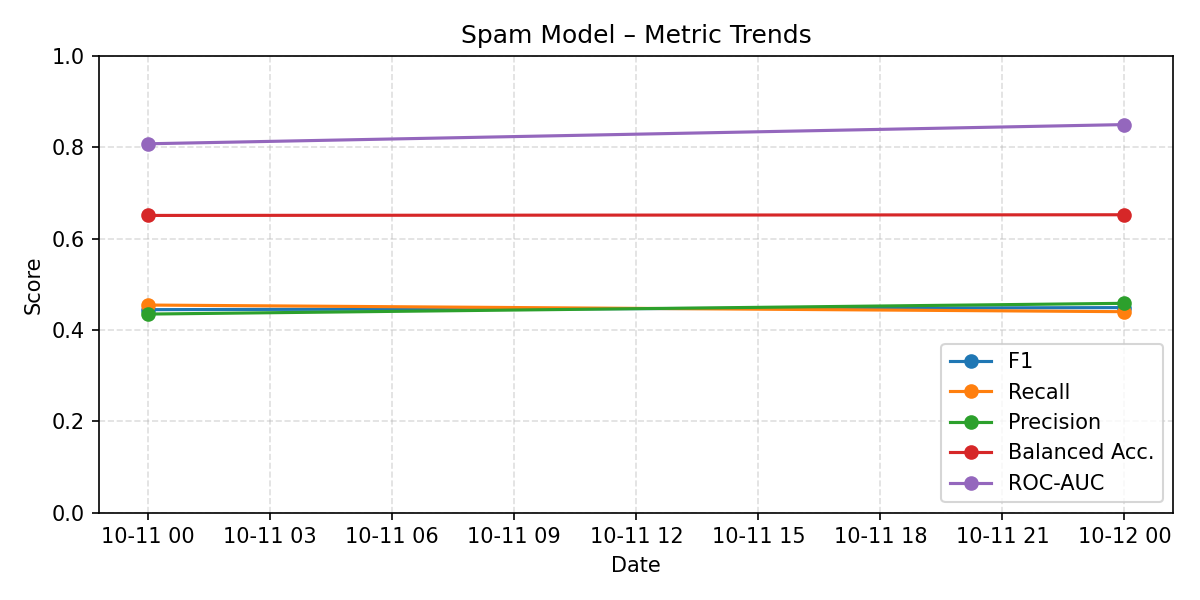 Spam Model – Metric Trends
1.0
0.8
0.6
0.4
0.2
0.0
Score
F1
Recall
Precision
Balanced Acc.
ROC-AUC
10-11 00 10-11 03 10-11 06 10-11 09 10-11 12 10-11 15 10-11 18 10-11 21 10-12 00
Date